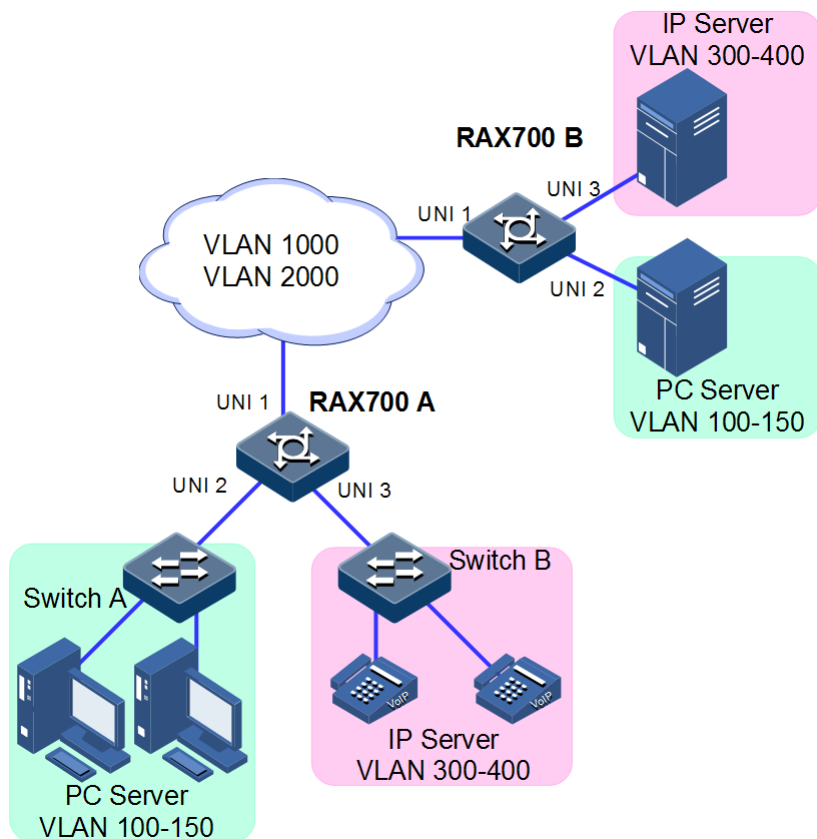 IP Server
VLAN 300-400
RAX700 B
UNI 3
UNI 1
VLAN 1000
VLAN 2000
UNI 2
PC Server
VLAN 100-150
UNI 1
RAX700 A
UNI 2
UNI 3
Switch A
Switch B
VoIP
VoIP
IP Server
VLAN 300-400
PC Server
VLAN 100-150